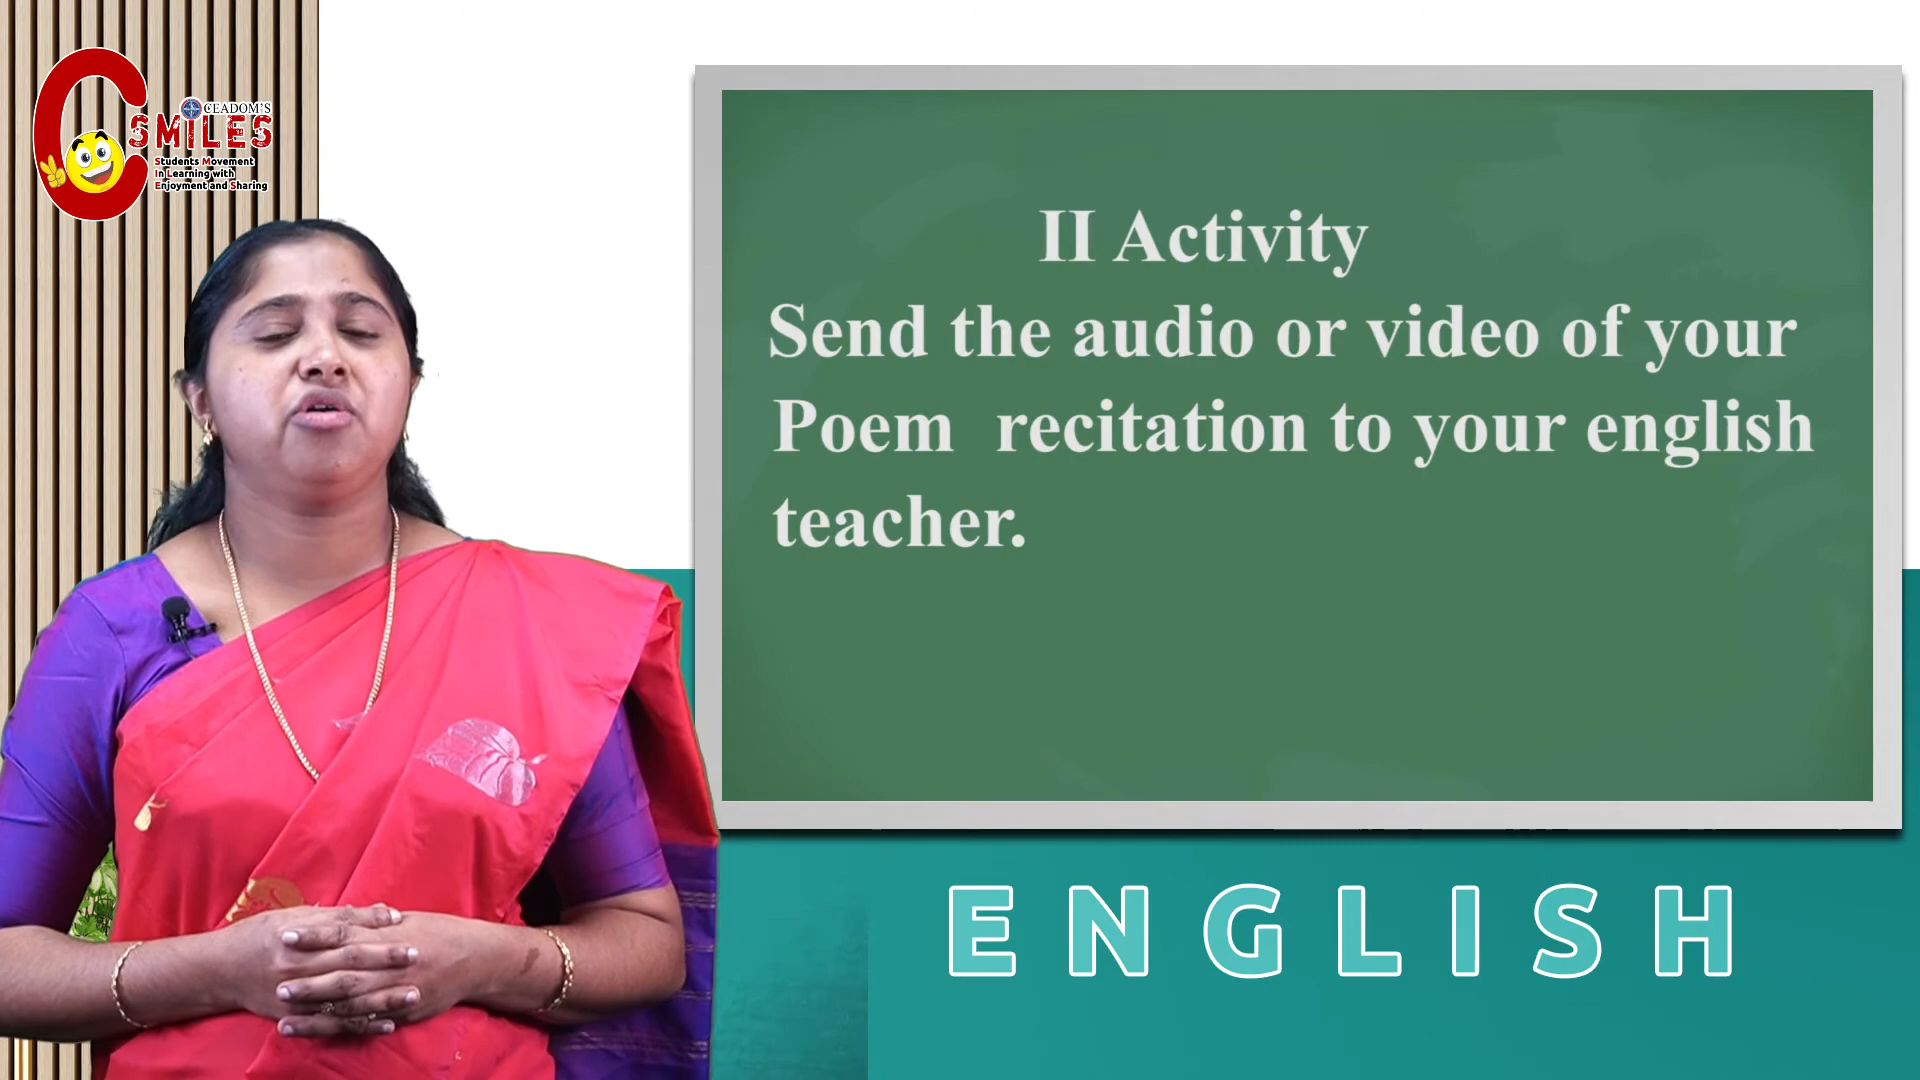 C
CEADOM'S
SMiLES
Students Movement
In Learning with
Enjoyment and Sharing
II Activity
Send the audio or video of your
Poem recitation to your english
teacher.
ENGLISH